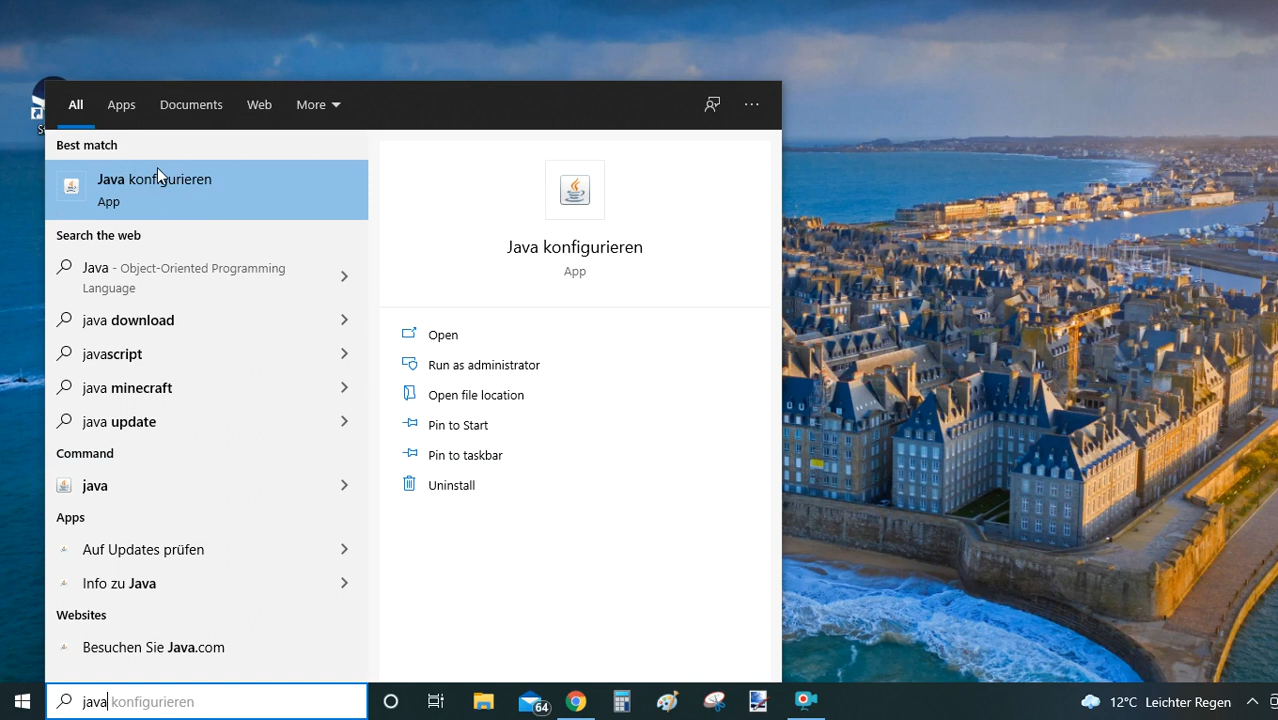 All
Apps
Documents
Web
More
Best match
Java konfigurieren
App
Search the web
Java - Object-Oriented Programming
Language
java download
javascript
java minecraft
java update
Command
java
Apps
Auf Updates prüfen
Info zu Java
Websites
Besuchen Sie Java.com
Java konfigurieren
App
Open
Run as administrator
Open file location
Pin to Start
Pin to taskbar
Uninstall
java konfigurieren
64
12°C Leichter Regen